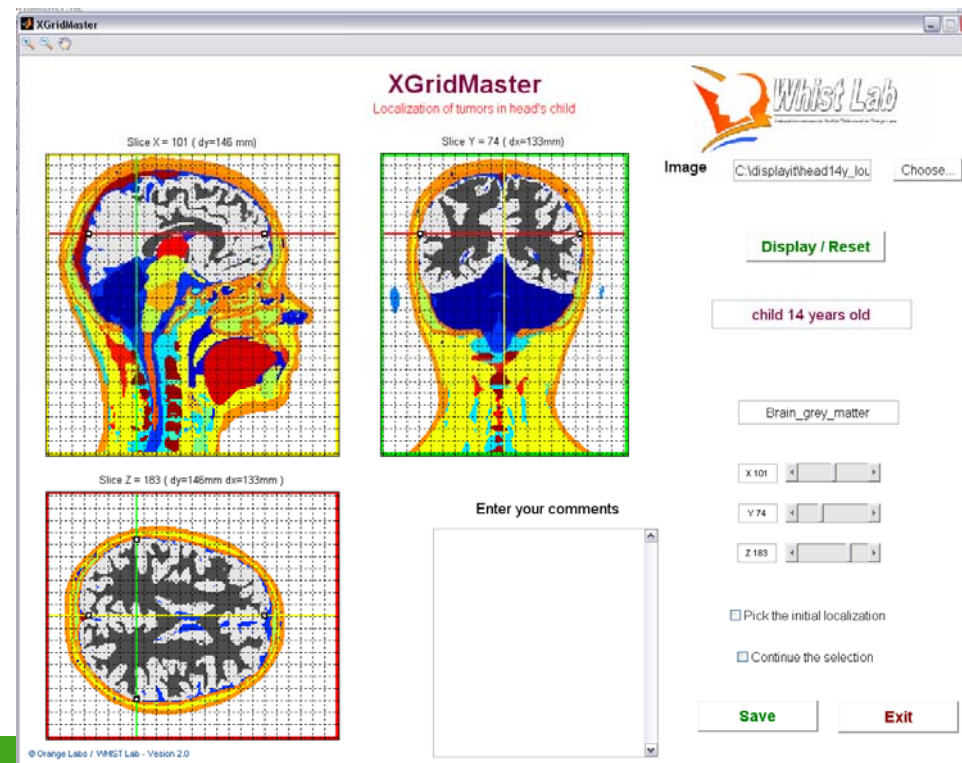 XGridMaster
XGridMaster
Localization of tumors in head's child
Whist Lab
Slice X = 101 ( dy=146 mm)
Slice Y = 74 ( dx=133mm)
Image
C:\displayit\head14y_lou
Choose...
Display / Reset
child 14 years old
Brain_grey_matter
X 101
Y 74
Z 183
Slice Z = 183 ( dy=146mm dx=133mm )
Enter your comments
Pick the initial localization
Continue the selection
Save
Exit
© Orange Labs / WHIST Lab - Vesion 2.0